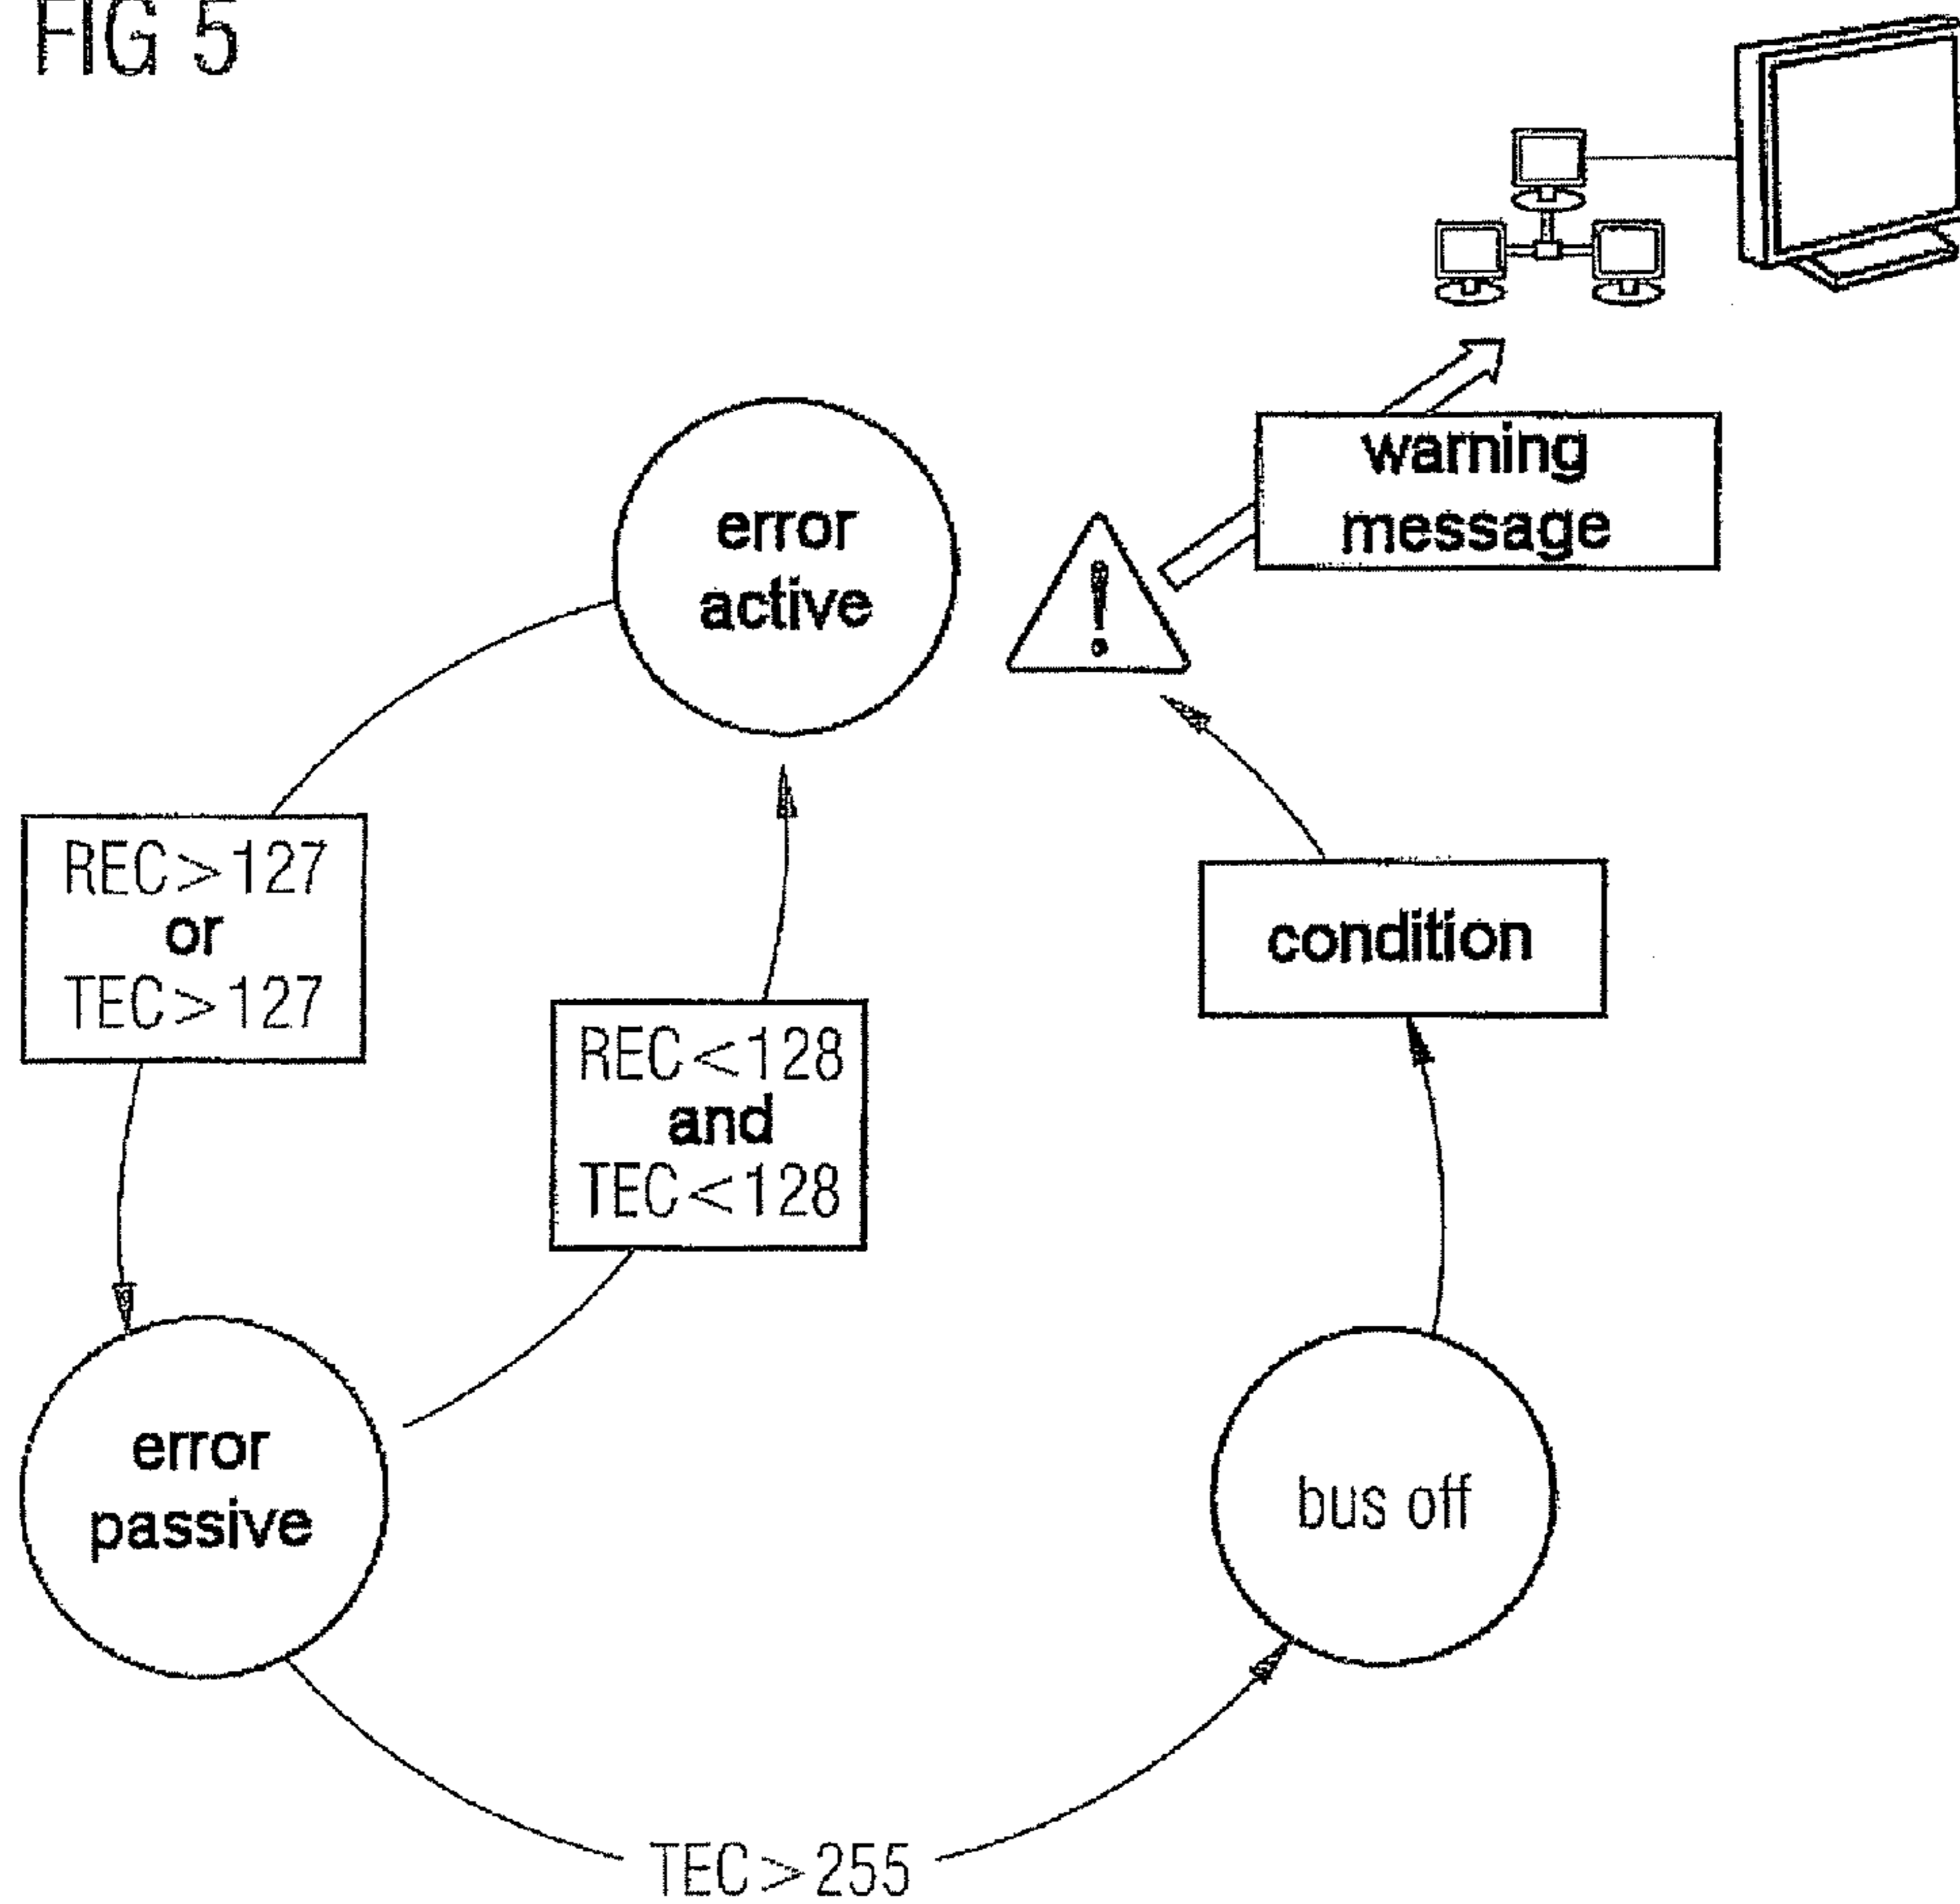 FIG 5
warning
message
error
active
!
REC>127
or
TEC>127
condition
REC<128
and
TEC<128
error
passive
bus off
TEC>255